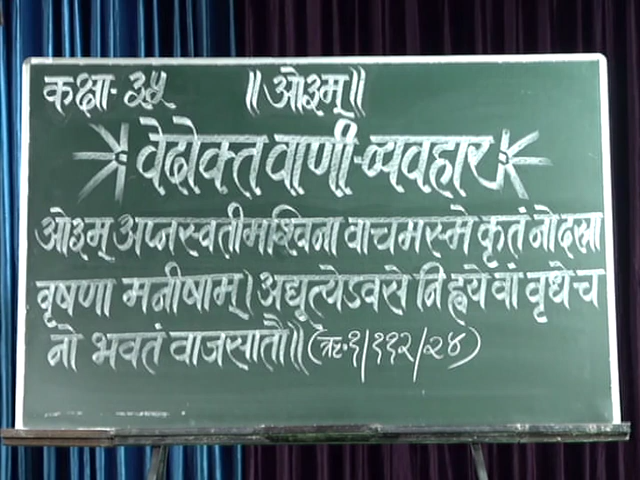 कक्षा- ३५ ॥ओ३म्॥
वेदोक्त वाणी-व्यवहार
ओ३म् अप्नस्वतीमश्विना वाचमस्मे कृतं नो दस्रा
वृषणा मनीषाम्। अद्यूत्येऽवसे नि ह्वये वां वृधे च
नो भवतं वाजसातौ॥ (ऋ॰ १/११२/२४)